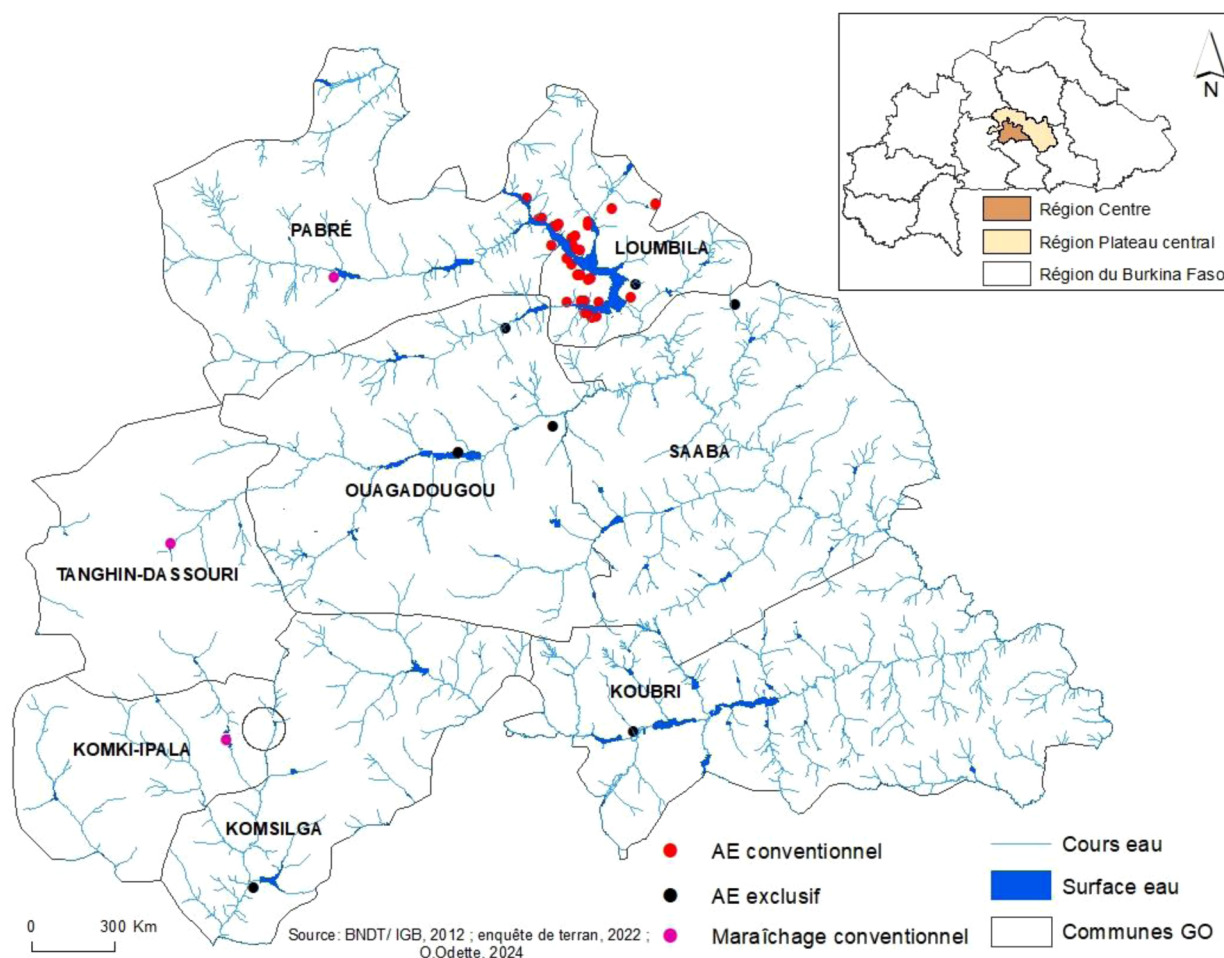 N
Région Centre
Région Plateau central
Région du Burkina Faso
PABRÉ
LOUMBILA
SAABA
OUAGADOUGOU
TANGHIN-DASSOURI
KOUBRI
KOMKI-IPALA
KOMSILGA
AE conventionnel
AE exclusif
Maraîchage conventionnel
Cours eau
Surface eau
Communes GO
0 300 Km
Source: BNDT/ IGB, 2012 ; enquête de terran, 2022 ;
O.Odette, 2024